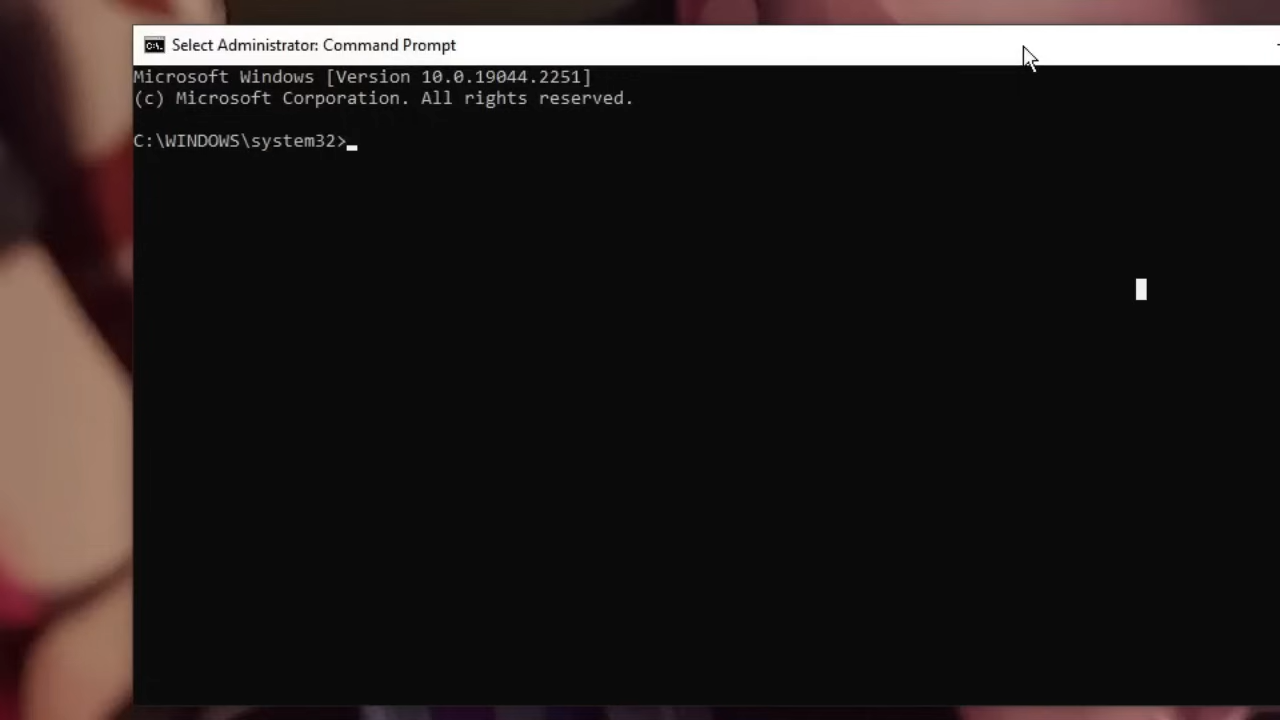 Select Administrator: Command Prompt
Microsoft Windows [Version 10.0.19044.2251]
(c) Microsoft Corporation. All rights reserved.
C:\WINDOWS\system32>